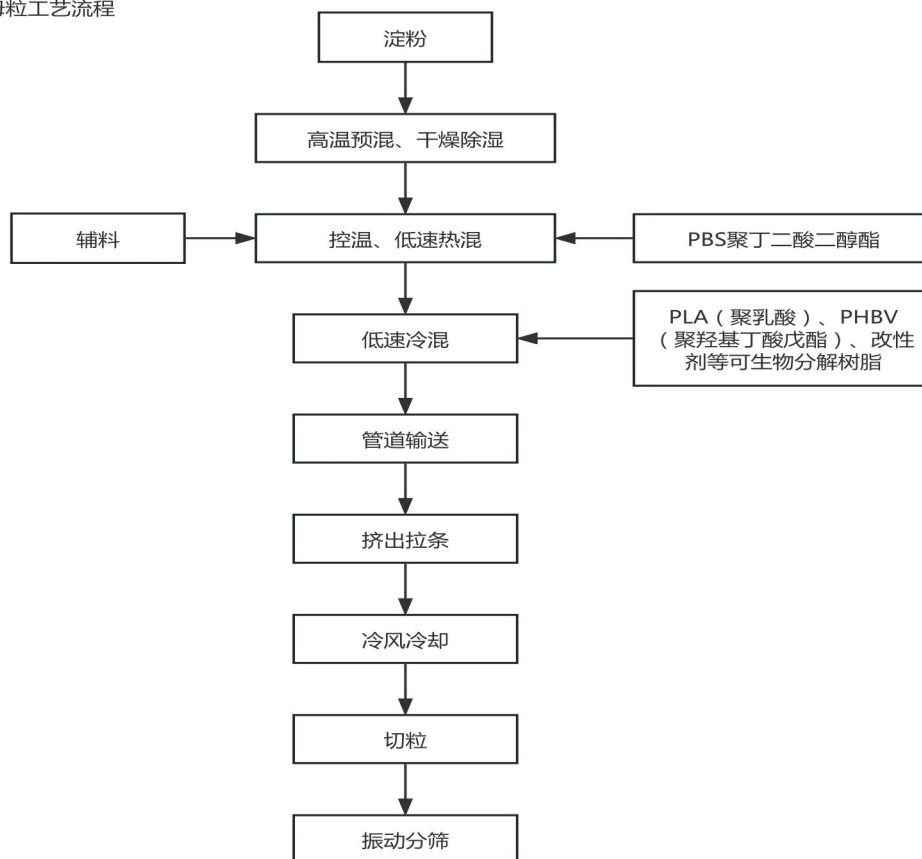 母粒工艺流程
淀粉
高温预混、干燥除湿
辅料
控温、低速热混
PBS聚丁二酸二醇酯
低速冷混
PLA（聚乳酸）、PHBV
（聚羟基丁酸戊酯）、改性
剂等可生物分解树脂
管道输送
挤出拉条
冷风冷却
切粒
振动分筛